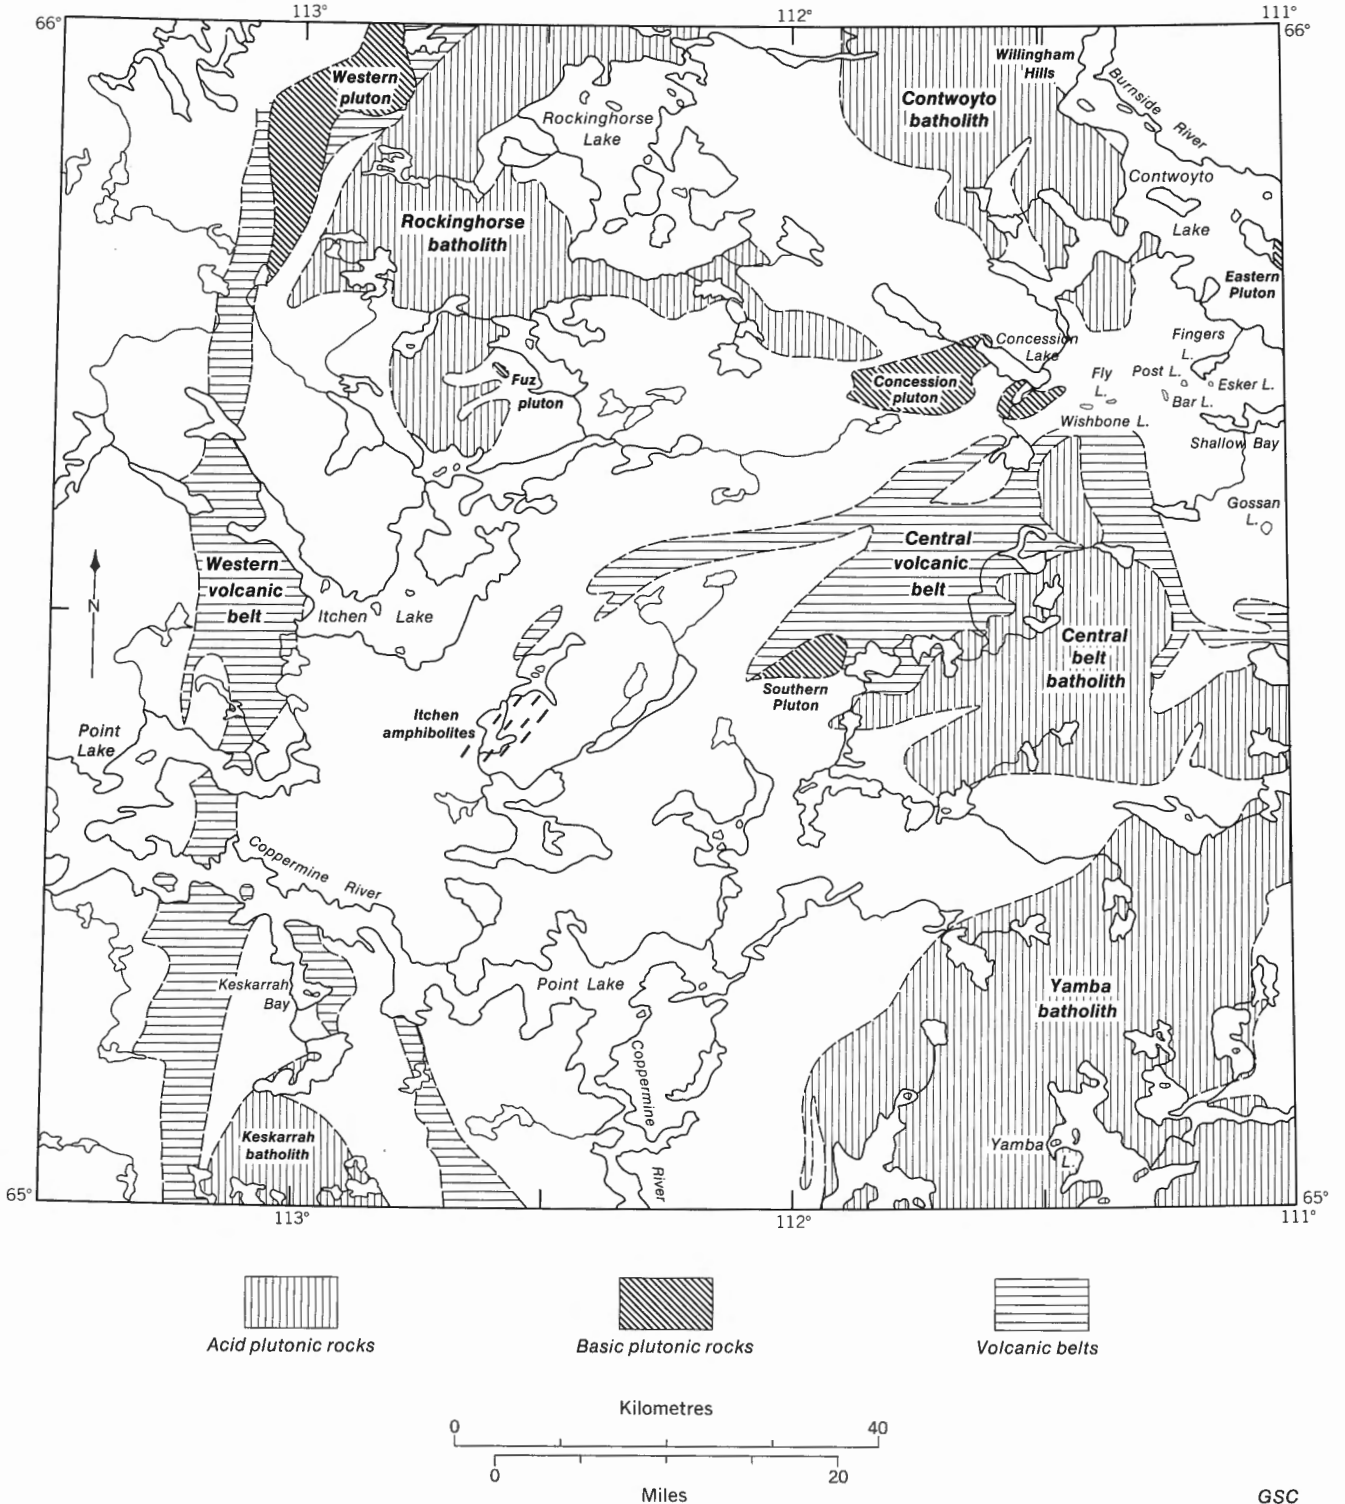 113°
112°
111°
66°
66°
Western
pluton
Willingham
Hills
Burnside
River
Contwoyto
batholith
Rockinghorse
Lake
Contwoyto
Lake
Rockinghorse
batholith
Eastern
Pluton
Concession
Lake
Fingers
L.
Fly
L.
Post L.
Esker L.
Bar L.
Concession
pluton
Fuz
pluton
Wishbone L.
Shallow Bay
Gossan
L.
Western
volcanic
belt
Central
volcanic
belt
N
Itchen Lake
Central
belt
batholith
Southern
Pluton
Itchen
amphibolites
Point
Lake
Coppermine River
Keskarrah
Bay
Point Lake
Yamba
batholith
Coppermine
River
Keskarrah
batholith
Yamba
L.
65°
65°
113°
112°
111°
Acid plutonic rocks
Basic plutonic rocks
Volcanic belts
Kilometres
0
40
0
20
Miles
GSC